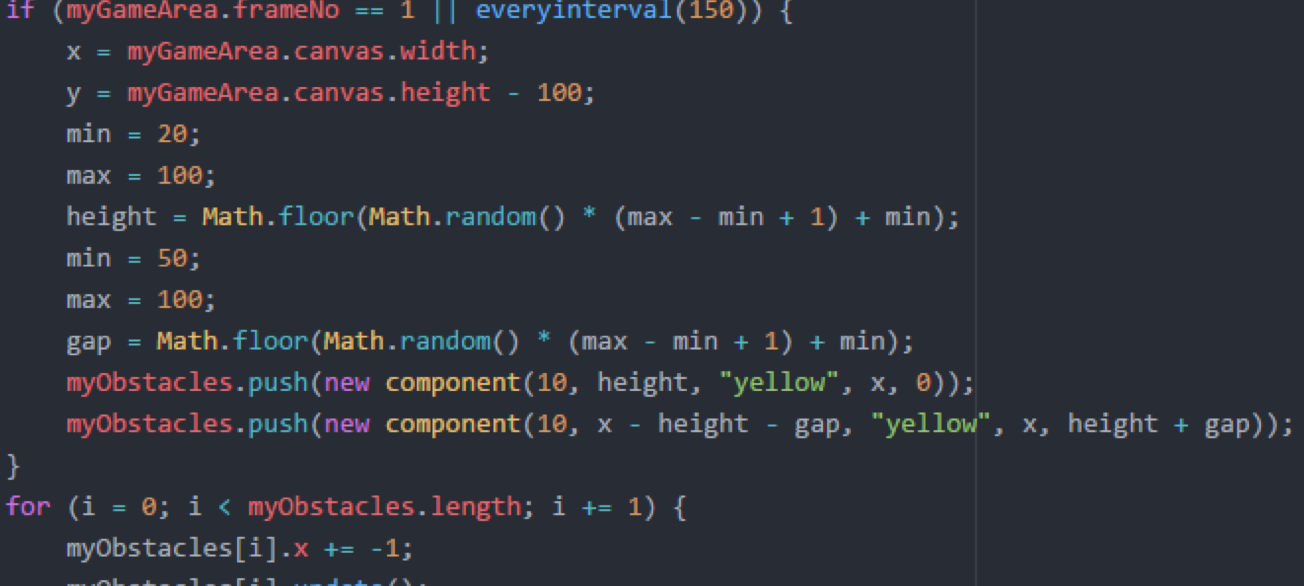 if (myGameArea.frameNo == 1 || everyinterval(150)) {
x = myGameArea.canvas.width;
y = myGameArea.canvas.height - 100;
min = 20;
max = 100;
height = Math.floor(Math.random() * (max - min + 1) + min);
min = 50;
max = 100;
gap = Math.floor(Math.random() * (max - min + 1) + min);
myObstacles.push(new component(10, height, "yellow", x, 0));
myObstacles.push(new component(10, x - height - gap, "yellow", x, height + gap));
}
for (i = 0; i < myObstacles.length; i += 1) {
myObstacles[i].x += -1;
myObstacles[i].update();